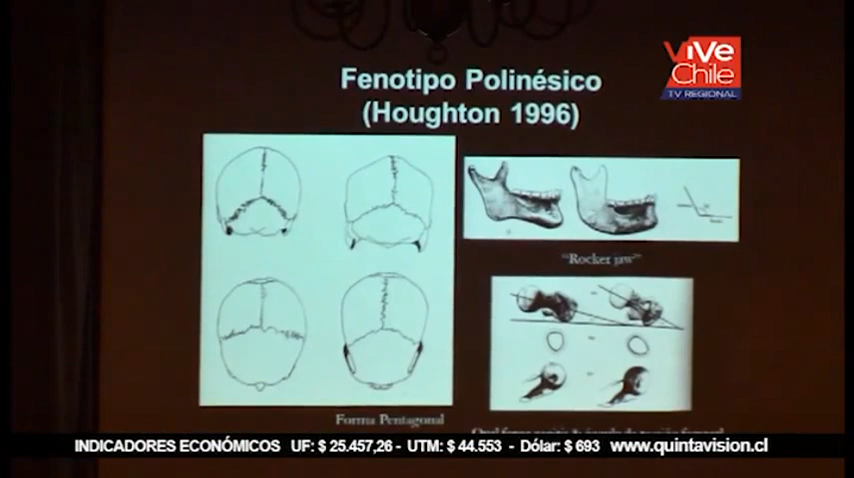 ViVe
Chile
TV REGIONAL
Fenotipo Polinésico
(Houghton 1996)
"Rocker jaw"
Forma Pentagonal
INDICADORES ECONÓMICOS UF: $ 25.457,26 - UTM: $ 44.553 - Dólar: $ 693 www.quintavision.cl